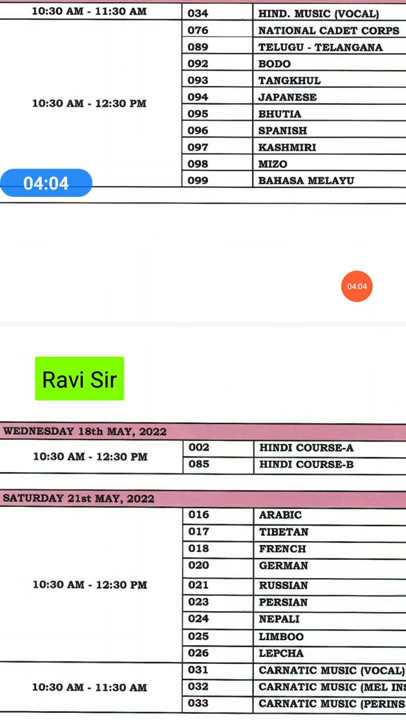 10:30 AM - 11:30 AM 034 HIND. MUSIC (VOCAL)
076 NATIONAL CADET CORPS
089 TELUGU - TELANGANA
092 BODO
093 TANGKHUL
10:30 AM - 12:30 PM 094 JAPANESE
095 BHUTIA
096 SPANISH
097 KASHMIRI
098 MIZO
04:04
099 BAHASA MELAYU
04:04
Ravi Sir
WEDNESDAY 18th MAY, 2022
10:30 AM - 12:30 PM 002 HINDI COURSE-A
085 HINDI COURSE-B
SATURDAY 21st MAY, 2022
016 ARABIC
017 TIBETAN
018 FRENCH
020 GERMAN
10:30 AM - 12:30 PM 021 RUSSIAN
023 PERSIAN
024 NEPALI
025 LIMBOO
026 LEPCHA
031 CARNATIC MUSIC (VOCAL)
10:30 AM - 11:30 AM 032 CARNATIC MUSIC (MEL INS
033 CARNATIC MUSIC (PERINS